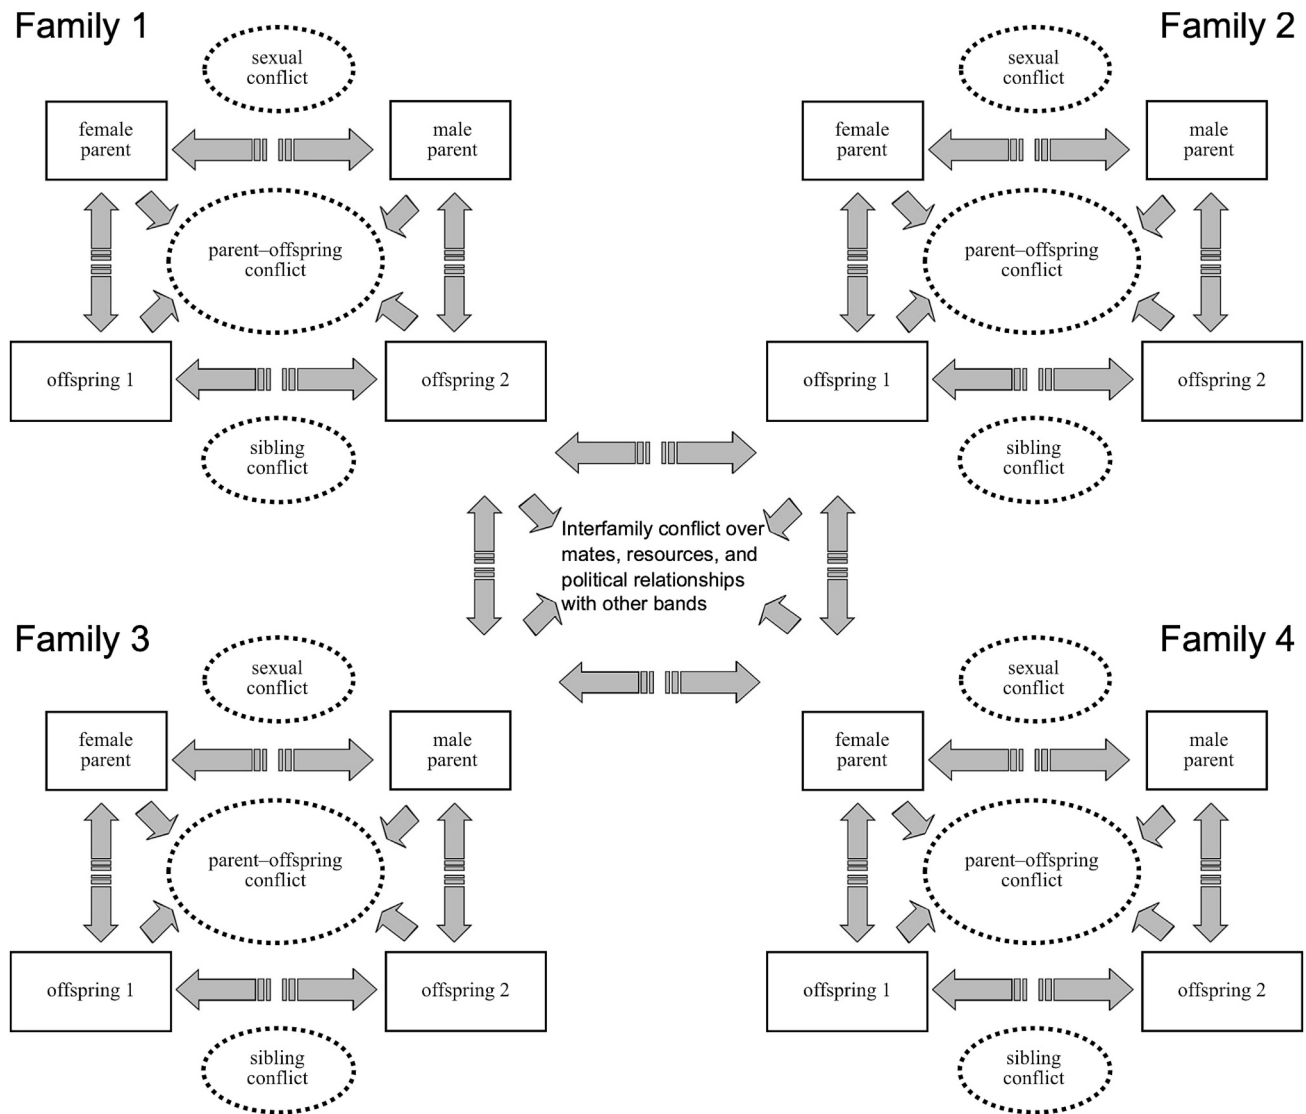 Family 1
sexual
conflict
female
parent
male
parent
parent–offspring
conflict
offspring 1
offspring 2
sibling
conflict
Family 2
sexual
conflict
female
parent
male
parent
parent–offspring
conflict
offspring 1
offspring 2
sibling
conflict
Interfamily conflict over
mates, resources, and
political relationships
with other bands
Family 3
sexual
conflict
female
parent
male
parent
parent–offspring
conflict
offspring 1
offspring 2
sibling
conflict
Family 4
sexual
conflict
female
parent
male
parent
parent–offspring
conflict
offspring 1
offspring 2
sibling
conflict